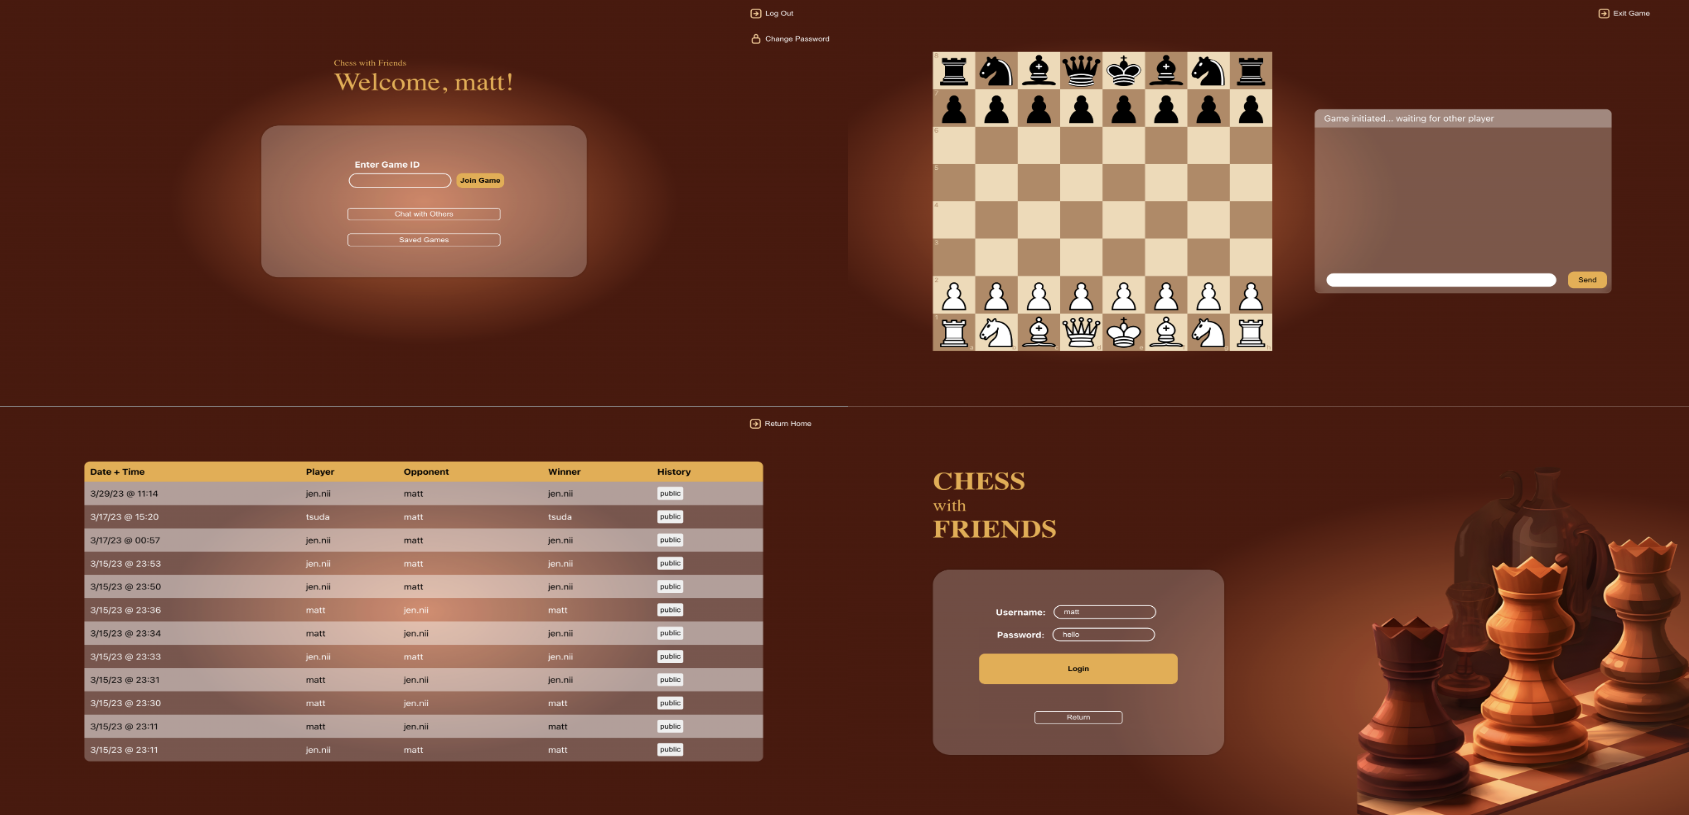 Log Out
Change Password
Chess with Friends
Welcome, matt!
Enter Game ID
Join Game
Chat with Others
Saved Games
Exit Game
8
7
6
5
4
3
2
1
Game initiated... waiting for other player
Send
Return Home
Date + Time Player Opponent Winner History
3/29/23 @ 11:14 jen.nii matt jen.nii public
3/17/23 @ 15:20 tsuda matt tsuda public
3/17/23 @ 00:57 jen.nii matt jen.nii public
3/15/23 @ 23:53 jen.nii matt jen.nii public
3/15/23 @ 23:50 jen.nii matt jen.nii public
3/15/23 @ 23:36 matt jen.nii matt public
3/15/23 @ 23:34 matt jen.nii jen.nii public
3/15/23 @ 23:33 jen.nii matt jen.nii public
3/15/23 @ 23:31 matt jen.nii jen.nii public
3/15/23 @ 23:30 matt jen.nii matt public
3/15/23 @ 23:11 matt jen.nii matt public
3/15/23 @ 23:11 jen.nii matt matt public
CHESS
with
FRIENDS
Username: matt
Password: hello
Login
Return